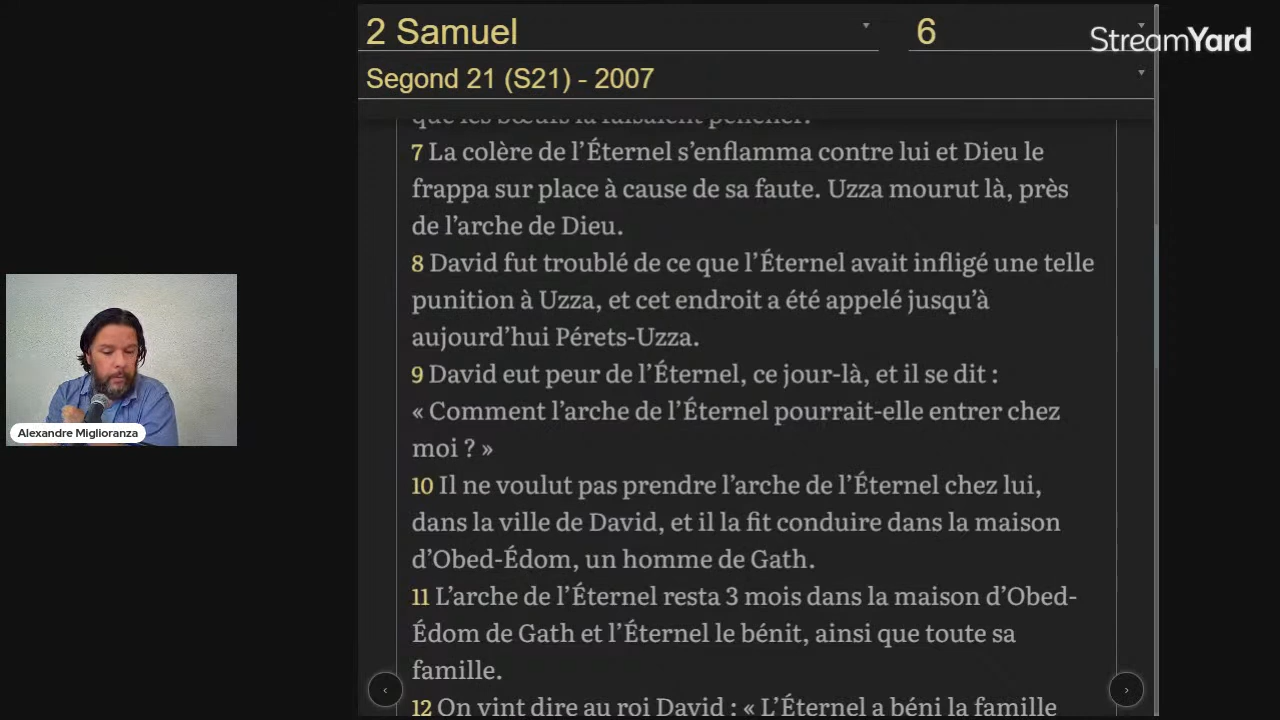 2 Samuel
6
StreamYard
Segond 21 (S21) - 2007
que les bœufs la faisaient pencher.
7 La colère de l’Éternel s’enflamma contre lui et Dieu le
frappa sur place à cause de sa faute. Uzza mourut là, près
de l’arche de Dieu.
8 David fut troublé de ce que l’Éternel avait infligé une telle
punition à Uzza, et cet endroit a été appelé jusqu’à
aujourd’hui Pérets-Uzza.
9 David eut peur de l’Éternel, ce jour-là, et il se dit :
« Comment l’arche de l’Éternel pourrait-elle entrer chez
moi ? »
10 Il ne voulut pas prendre l’arche de l’Éternel chez lui,
dans la ville de David, et il la fit conduire dans la maison
d’Obed-Édom, un homme de Gath.
11 L’arche de l’Éternel resta 3 mois dans la maison d’Obed-
Édom de Gath et l’Éternel le bénit, ainsi que toute sa
famille.
12 On vint dire au roi David : « L’Éternel a béni la famille
Alexandre Miglioranza